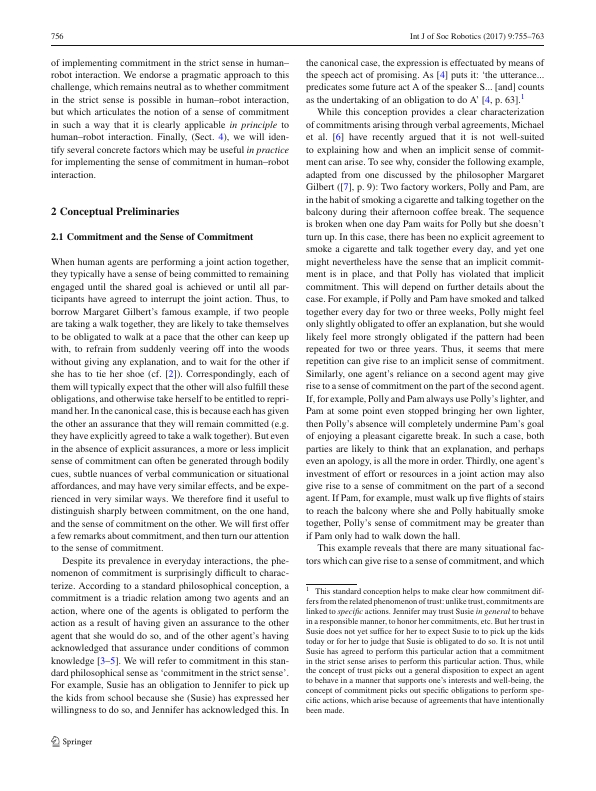 756
Int J of Soc Robotics (2017) 9:755–763
of implementing commitment in the strict sense in human–
robot interaction. We endorse a pragmatic approach to this
challenge, which remains neutral as to whether commitment
in the strict sense is possible in human–robot interaction,
but which articulates the notion of a sense of commitment
in such a way that it is clearly applicable in principle to
human–robot interaction. Finally, (Sect. 4), we will iden-
tify several concrete factors which may be useful in practice
for implementing the sense of commitment in human–robot
interaction.
2 Conceptual Preliminaries
2.1 Commitment and the Sense of Commitment
When human agents are performing a joint action together,
they typically have a sense of being committed to remaining
engaged until the shared goal is achieved or until all par-
ticipants have agreed to interrupt the joint action. Thus, to
borrow Margaret Gilbert's famous example, if two people
are taking a walk together, they are likely to take themselves
to be obligated to walk at a pace that the other can keep up
with, to refrain from suddenly veering off into the woods
without giving any explanation, and to wait for the other if
she has to tie her shoe (cf. [2]). Correspondingly, each of
them will typically expect that the other will also fulfill these
obligations, and otherwise take herself to be entitled to repri-
mand her. In the canonical case, this is because each has given
the other an assurance that they will remain committed (e.g.
they have explicitly agreed to take a walk together). But even
in the absence of explicit assurances, a more or less implicit
sense of commitment can often be generated through bodily
cues, subtle nuances of verbal communication or situational
affordances, and may have very similar effects, and be expe-
rienced in very similar ways. We therefore find it useful to
distinguish sharply between commitment, on the one hand,
and the sense of commitment on the other. We will first offer
a few remarks about commitment, and then turn our attention
to the sense of commitment.
Despite its prevalence in everyday interactions, the phe-
nomenon of commitment is surprisingly difficult to charac-
terize. According to a standard philosophical conception, a
commitment is a triadic relation among two agents and an
action, where one of the agents is obligated to perform the
action as a result of having given an assurance to the other
agent that she would do so, and of the other agent's having
acknowledged that assurance under conditions of common
knowledge [3–5]. We will refer to commitment in this stan-
dard philosophical sense as 'commitment in the strict sense'.
For example, Susie has an obligation to Jennifer to pick up
the kids from school because she (Susie) has expressed her
willingness to do so, and Jennifer has acknowledged this. In
the canonical case, the expression is effectuated by means of
the speech act of promising. As [4] puts it: 'the utterance...
predicates some future act A of the speaker S... [and] counts
as the undertaking of an obligation to do A' [4, p. 63].1
While this conception provides a clear characterization
of commitments arising through verbal agreements, Michael
et al. [6] have recently argued that it is not well-suited
to explaining how and when an implicit sense of commit-
ment can arise. To see why, consider the following example,
adapted from one discussed by the philosopher Margaret
Gilbert ([7], p. 9): Two factory workers, Polly and Pam, are
in the habit of smoking a cigarette and talking together on the
balcony during their afternoon coffee break. The sequence
is broken when one day Pam waits for Polly but she doesn't
turn up. In this case, there has been no explicit agreement to
smoke a cigarette and talk together every day, and yet one
might nevertheless have the sense that an implicit commit-
ment is in place, and that Polly has violated that implicit
commitment. This will depend on further details about the
case. For example, if Polly and Pam have smoked and talked
together every day for two or three weeks, Polly might feel
only slightly obligated to offer an explanation, but she would
likely feel more strongly obligated if the pattern had been
repeated for two or three years. Thus, it seems that mere
repetition can give rise to an implicit sense of commitment.
Similarly, one agent's reliance on a second agent may give
rise to a sense of commitment on the part of the second agent.
If, for example, Polly and Pam always use Polly's lighter, and
Pam at some point even stopped bringing her own lighter,
then Polly's absence will completely undermine Pam's goal
of enjoying a pleasant cigarette break. In such a case, both
parties are likely to think that an explanation, and perhaps
even an apology, is all the more in order. Thirdly, one agent's
investment of effort or resources in a joint action may also
give rise to a sense of commitment on the part of a second
agent. If Pam, for example, must walk up five flights of stairs
to reach the balcony where she and Polly habitually smoke
together, Polly's sense of commitment may be greater than
if Pam only had to walk down the hall.
This example reveals that there are many situational fac-
tors which can give rise to a sense of commitment, and which
1 This standard conception helps to make clear how commitment dif-
fers from the related phenomenon of trust: unlike trust, commitments are
linked to specific actions. Jennifer may trust Susie in general to behave
in a responsible manner, to honor her commitments, etc. But her trust in
Susie does not yet suffice for her to expect Susie to to pick up the kids
today or for her to judge that Susie is obligated to do so. It is not until
Susie has agreed to perform this particular action that a commitment
in the strict sense arises to perform this particular action. Thus, while
the concept of trust picks out a general disposition to expect an agent
to behave in a manner that supports one's interests and well-being, the
concept of commitment picks out specific obligations to perform spe-
cific actions, which arise because of agreements that have intentionally
been made.
Springer